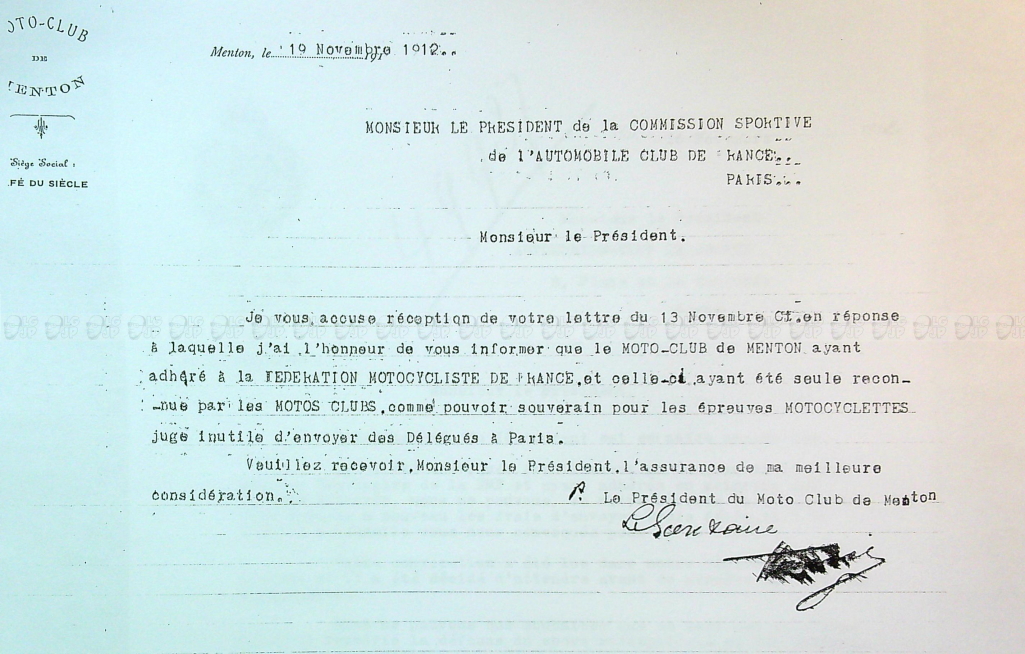 OTO-CLUB
DE
ENTON
Siège Social :
FÉ DU SIÈCLE
Menton, le 19 Novembre 1912..
MONSIEUR LE PRESIDENT de la COMMISSION SPORTIVE
de l'AUTOMOBILE CLUB DE RANCE..
PARIS...
Monsieur le Président.
Je vous accuse réception de votre lettre du 13 Novembre Ct.en réponse
à laquelle j'ai l'honneur de vous informer que le MOTO-CLUB de MENTON ayant
adhéré à la FEDERATION MOTOCYCLISTE DE FRANCE,et celle-ci ayant été seule recon-
-nue par les MOTOS CLUBS,comme pouvoir souverain pour les épreuves MOTOCYCLETTES
juge inutile d'envoyer des Délégués à Paris.
Veuillez recevoir,Monsieur le Président,l'assurance de ma meilleure
considération.
P. Le Président du Moto Club de Menton
Le Secrétaire